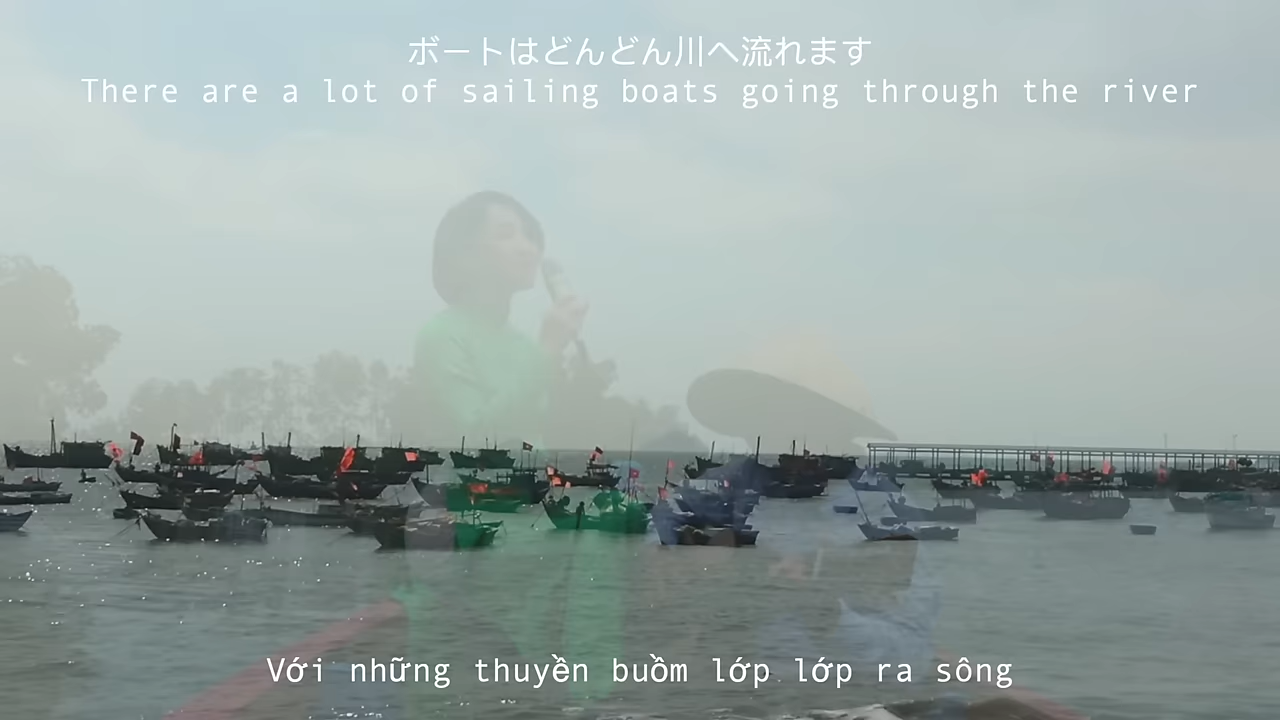 ボートはどんどん川へ流れます
There are a lot of sailing boats going through the river
Với những thuyền buồm lớp lớp ra sông